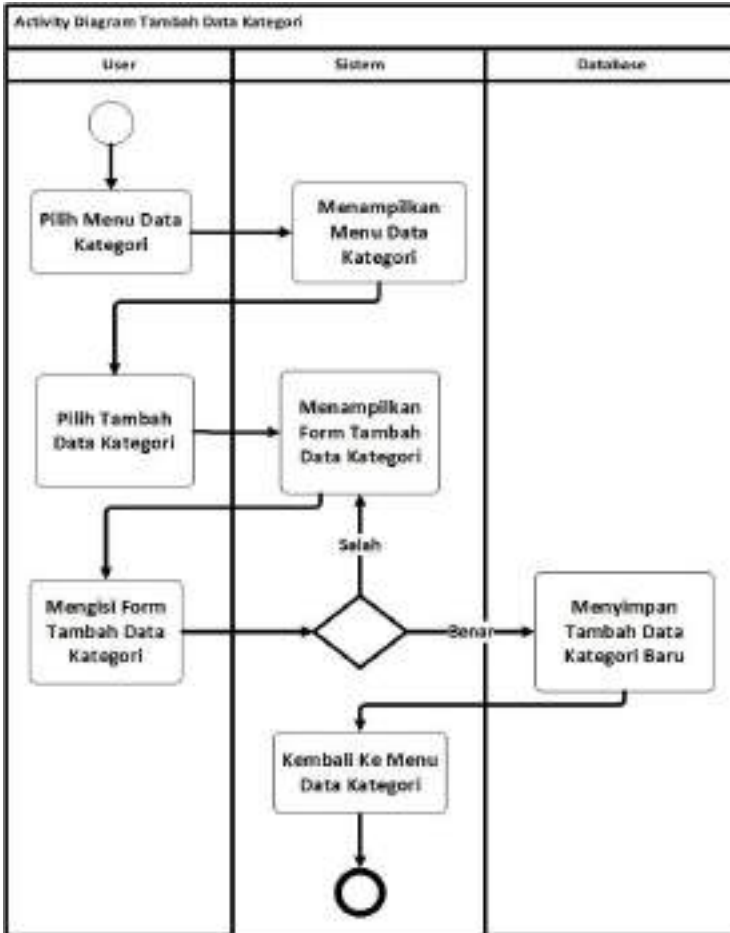 Activity Diagram Tambah Data Kategori
User
Sistem
Database
Pilih Menu Data
Kategori
Menampilkan
Menu Data
Kategori
Pilih Tambah
Data Kategori
Menampilkan
Form Tambah
Data Kategori
Salah
Mengisi Form
Tambah Data
Kategori
Benar
Menyimpan
Tambah Data
Kategori Baru
Kembali Ke Menu
Data Kategori